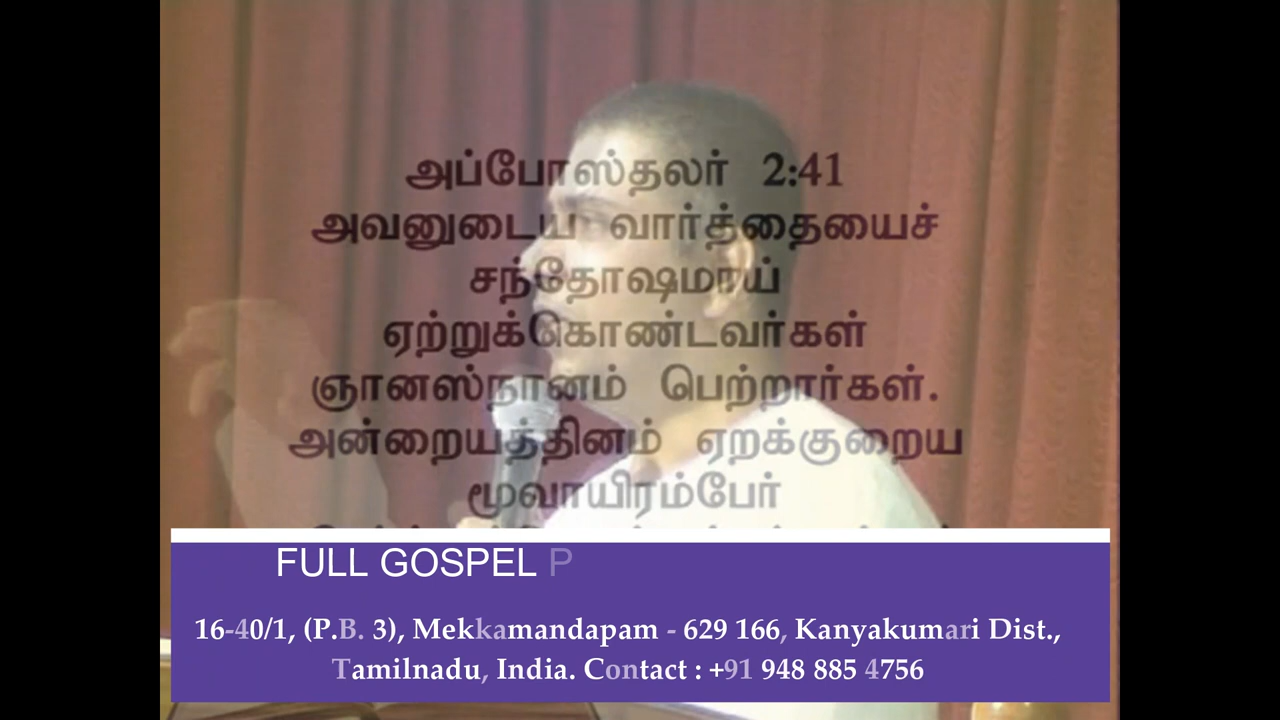 அப்போஸ்தலர் 2:41
அவனுடைய வார்த்தையைச்
சந்தோஷமாய்
ஏற்றுக்கொண்டவர்கள்
ஞானஸ்நானம் பெற்றார்கள்.
அன்றையத்தினம் ஏறக்குறைய
மூவாயிரம்பேர்
FULL GOSPEL P
16-40/1, (P.B. 3), Mekkamandapam - 629 166, Kanyakumari Dist.,
Tamilnadu, India. Contact : +91 948 885 4756